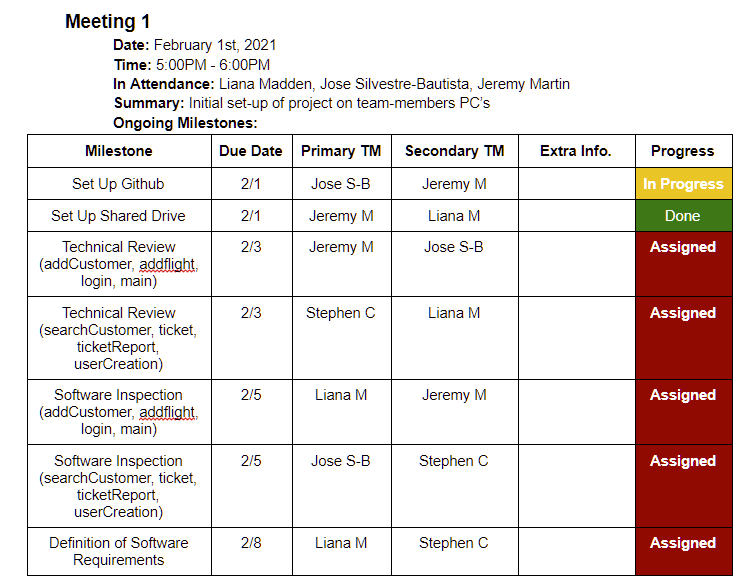 Meeting 1
Date: February 1st, 2021
Time: 5:00PM - 6:00PM
In Attendance: Liana Madden, Jose Silvestre-Bautista, Jeremy Martin
Summary: Initial set-up of project on team-members PC's
Ongoing Milestones:
Milestone Due Date Primary TM Secondary TM Extra Info. Progress
Set Up Github 2/1 Jose S-B Jeremy M In Progress
Set Up Shared Drive 2/1 Jeremy M Liana M Done
Technical Review 2/3 Jeremy M Jose S-B Assigned
(addCustomer, addflight,
login, main)
Technical Review 2/3 Stephen C Liana M Assigned
(searchCustomer, ticket,
ticketReport,
userCreation)
Software Inspection 2/5 Liana M Jeremy M Assigned
(addCustomer, addflight,
login, main)
Software Inspection 2/5 Jose S-B Stephen C Assigned
(searchCustomer, ticket,
ticketReport,
userCreation)
Definition of Software 2/8 Liana M Stephen C Assigned
Requirements